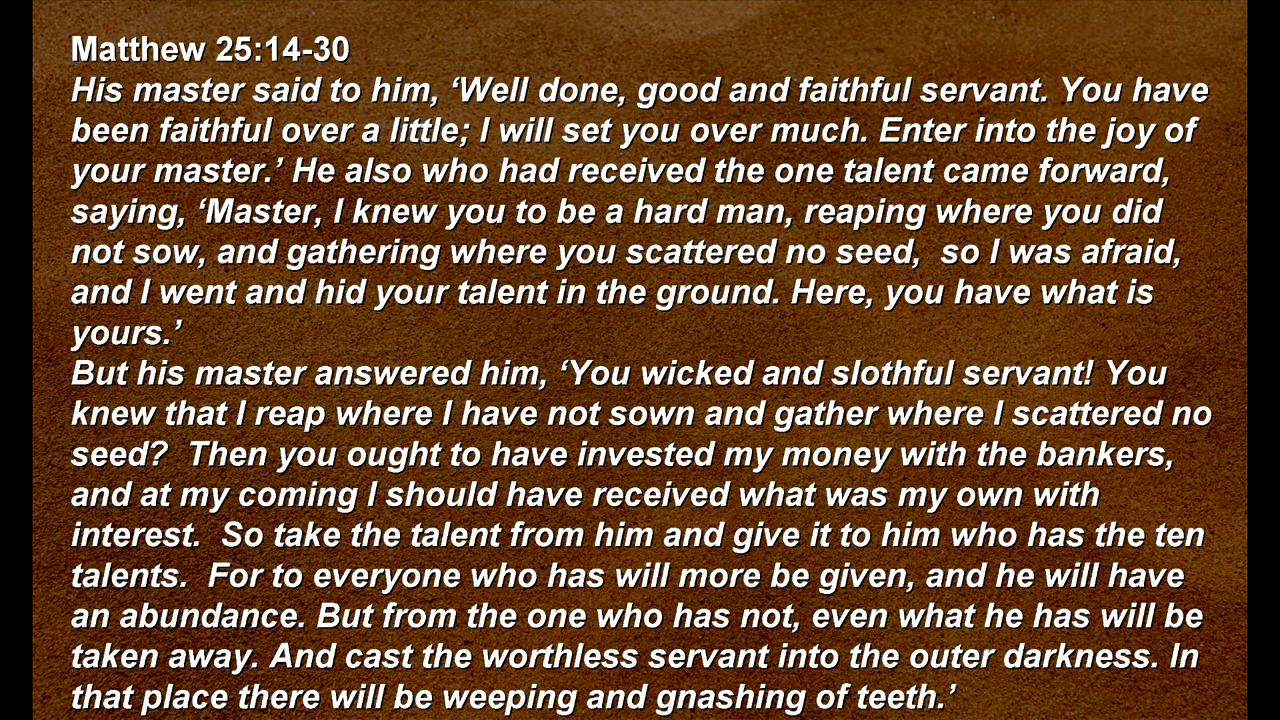 Matthew 25:14-30
His master said to him, ‘Well done, good and faithful servant. You have
been faithful over a little; I will set you over much. Enter into the joy of
your master.’ He also who had received the one talent came forward,
saying, ‘Master, I knew you to be a hard man, reaping where you did
not sow, and gathering where you scattered no seed,  so I was afraid,
and I went and hid your talent in the ground. Here, you have what is
yours.’
But his master answered him, ‘You wicked and slothful servant! You
knew that I reap where I have not sown and gather where I scattered no
seed?  Then you ought to have invested my money with the bankers,
and at my coming I should have received what was my own with
interest.  So take the talent from him and give it to him who has the ten
talents.  For to everyone who has will more be given, and he will have
an abundance. But from the one who has not, even what he has will be
taken away. And cast the worthless servant into the outer darkness. In
that place there will be weeping and gnashing of teeth.’